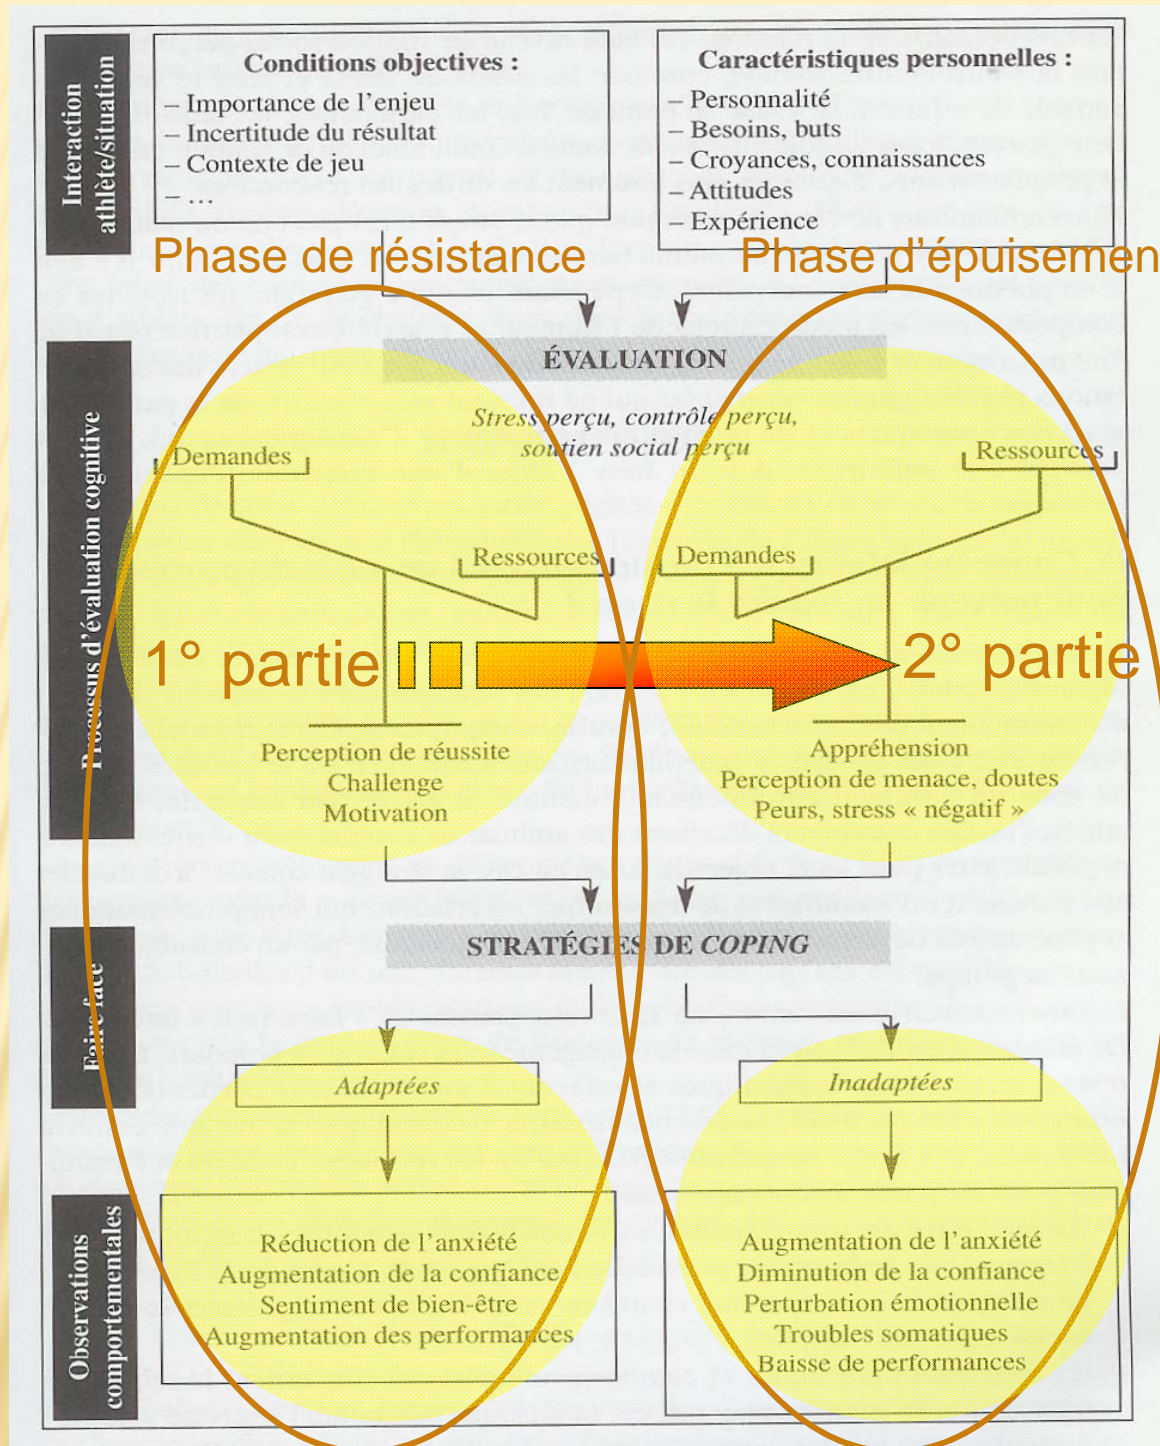 Interaction
athlète/situation
Conditions objectives :
– Importance de l'enjeu
– Incertitude du résultat
– Contexte de jeu
– ...
Caractéristiques personnelles :
– Personnalité
– Besoins, buts
– Croyances, connaissances
– Attitudes
– Expérience
Phase de résistance
Phase d'épuisemen
Processus d'évaluation cognitive
ÉVALUATION
Stress perçu, contrôle perçu,
soutien social perçu
Demandes
Ressources
Ressources
Demandes
1° partie
2° partie
Perception de réussite
Challenge
Motivation
Appréhension
Perception de menace, doutes
Peurs, stress « négatif »
Faire face
STRATÉGIES DE COPING
Adaptées
Inadaptées
Observations
comportementales
Réduction de l'anxiété
Augmentation de la confiance
Sentiment de bien-être
Augmentation des performances
Augmentation de l'anxiété
Diminution de la confiance
Perturbation émotionnelle
Troubles somatiques
Baisse de performances